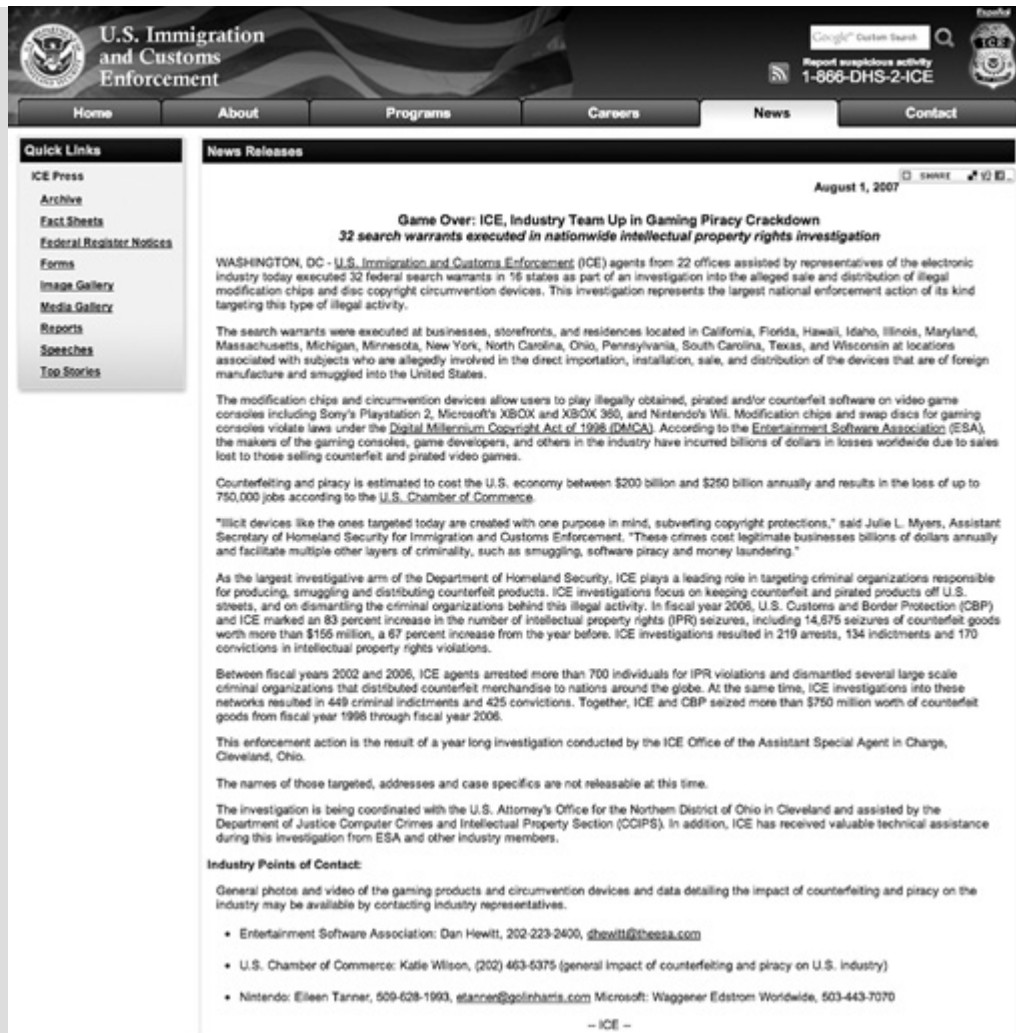 Español
U.S. Immigration
and Customs
Enforcement
Google™ Custom Search
Report suspicious activity
1-866-DHS-2-ICE
ICE
Home About Programs Careers News Contact
Quick Links
ICE Press
Archive
Fact Sheets
Federal Register Notices
Forms
Image Gallery
Media Gallery
Reports
Speeches
Top Stories
News Releases
SHARE
August 1, 2007
Game Over: ICE, Industry Team Up in Gaming Piracy Crackdown
32 search warrants executed in nationwide intellectual property rights investigation
WASHINGTON, DC - U.S. Immigration and Customs Enforcement (ICE) agents from 22 offices assisted by representatives of the electronic
industry today executed 32 federal search warrants in 16 states as part of an investigation into the alleged sale and distribution of illegal
modification chips and disc copyright circumvention devices. This investigation represents the largest national enforcement action of its kind
targeting this type of illegal activity.
The search warrants were executed at businesses, storefronts, and residences located in California, Florida, Hawaii, Idaho, Illinois, Maryland,
Massachusetts, Michigan, Minnesota, New York, North Carolina, Ohio, Pennsylvania, South Carolina, Texas, and Wisconsin at locations
associated with subjects who are allegedly involved in the direct importation, installation, sale, and distribution of the devices that are of foreign
manufacture and smuggled into the United States.
The modification chips and circumvention devices allow users to play illegally obtained, pirated and/or counterfeit software on video game
consoles including Sony's Playstation 2, Microsoft's XBOX and XBOX 360, and Nintendo's Wii. Modification chips and swap discs for gaming
consoles violate laws under the Digital Millennium Copyright Act of 1998 (DMCA). According to the Entertainment Software Association (ESA),
the makers of the gaming consoles, game developers, and others in the industry have incurred billions of dollars in losses worldwide due to sales
lost to those selling counterfeit and pirated video games.
Counterfeiting and piracy is estimated to cost the U.S. economy between $200 billion and $250 billion annually and results in the loss of up to
750,000 jobs according to the U.S. Chamber of Commerce.
"Illicit devices like the ones targeted today are created with one purpose in mind, subverting copyright protections," said Julie L. Myers, Assistant
Secretary of Homeland Security for Immigration and Customs Enforcement. "These crimes cost legitimate businesses billions of dollars annually
and facilitate multiple other layers of criminality, such as smuggling, software piracy and money laundering."
As the largest investigative arm of the Department of Homeland Security, ICE plays a leading role in targeting criminal organizations responsible
for producing, smuggling and distributing counterfeit products. ICE investigations focus on keeping counterfeit and pirated products off U.S.
streets, and on dismantling the criminal organizations behind this illegal activity. In fiscal year 2006, U.S. Customs and Border Protection (CBP)
and ICE marked an 83 percent increase in the number of intellectual property rights (IPR) seizures, including 14,675 seizures of counterfeit goods
worth more than $155 million, a 67 percent increase from the year before. ICE investigations resulted in 219 arrests, 134 indictments and 170
convictions in intellectual property rights violations.
Between fiscal years 2002 and 2006, ICE agents arrested more than 700 individuals for IPR violations and dismantled several large scale
criminal organizations that distributed counterfeit merchandise to nations around the globe. At the same time, ICE investigations into these
networks resulted in 449 criminal indictments and 425 convictions. Together, ICE and CBP seized more than $750 million worth of counterfeit
goods from fiscal year 1998 through fiscal year 2006.
This enforcement action is the result of a year long investigation conducted by the ICE Office of the Assistant Special Agent in Charge,
Cleveland, Ohio.
The names of those targeted, addresses and case specifics are not releasable at this time.
The investigation is being coordinated with the U.S. Attorney's Office for the Northern District of Ohio in Cleveland and assisted by the
Department of Justice Computer Crimes and Intellectual Property Section (CCIPS). In addition, ICE has received valuable technical assistance
during this investigation from ESA and other industry members.
Industry Points of Contact:
General photos and video of the gaming products and circumvention devices and data detailing the impact of counterfeiting and piracy on the
industry may be available by contacting industry representatives.
• Entertainment Software Association: Dan Hewitt, 202-223-2400, dhewitt@theesa.com
• U.S. Chamber of Commerce: Katie Wilson, (202) 463-5375 (general impact of counterfeiting and piracy on U.S. industry)
• Nintendo: Eileen Tanner, 509-628-1993, etanner@golinharris.com Microsoft: Waggener Edstrom Worldwide, 503-443-7070
-- ICE --